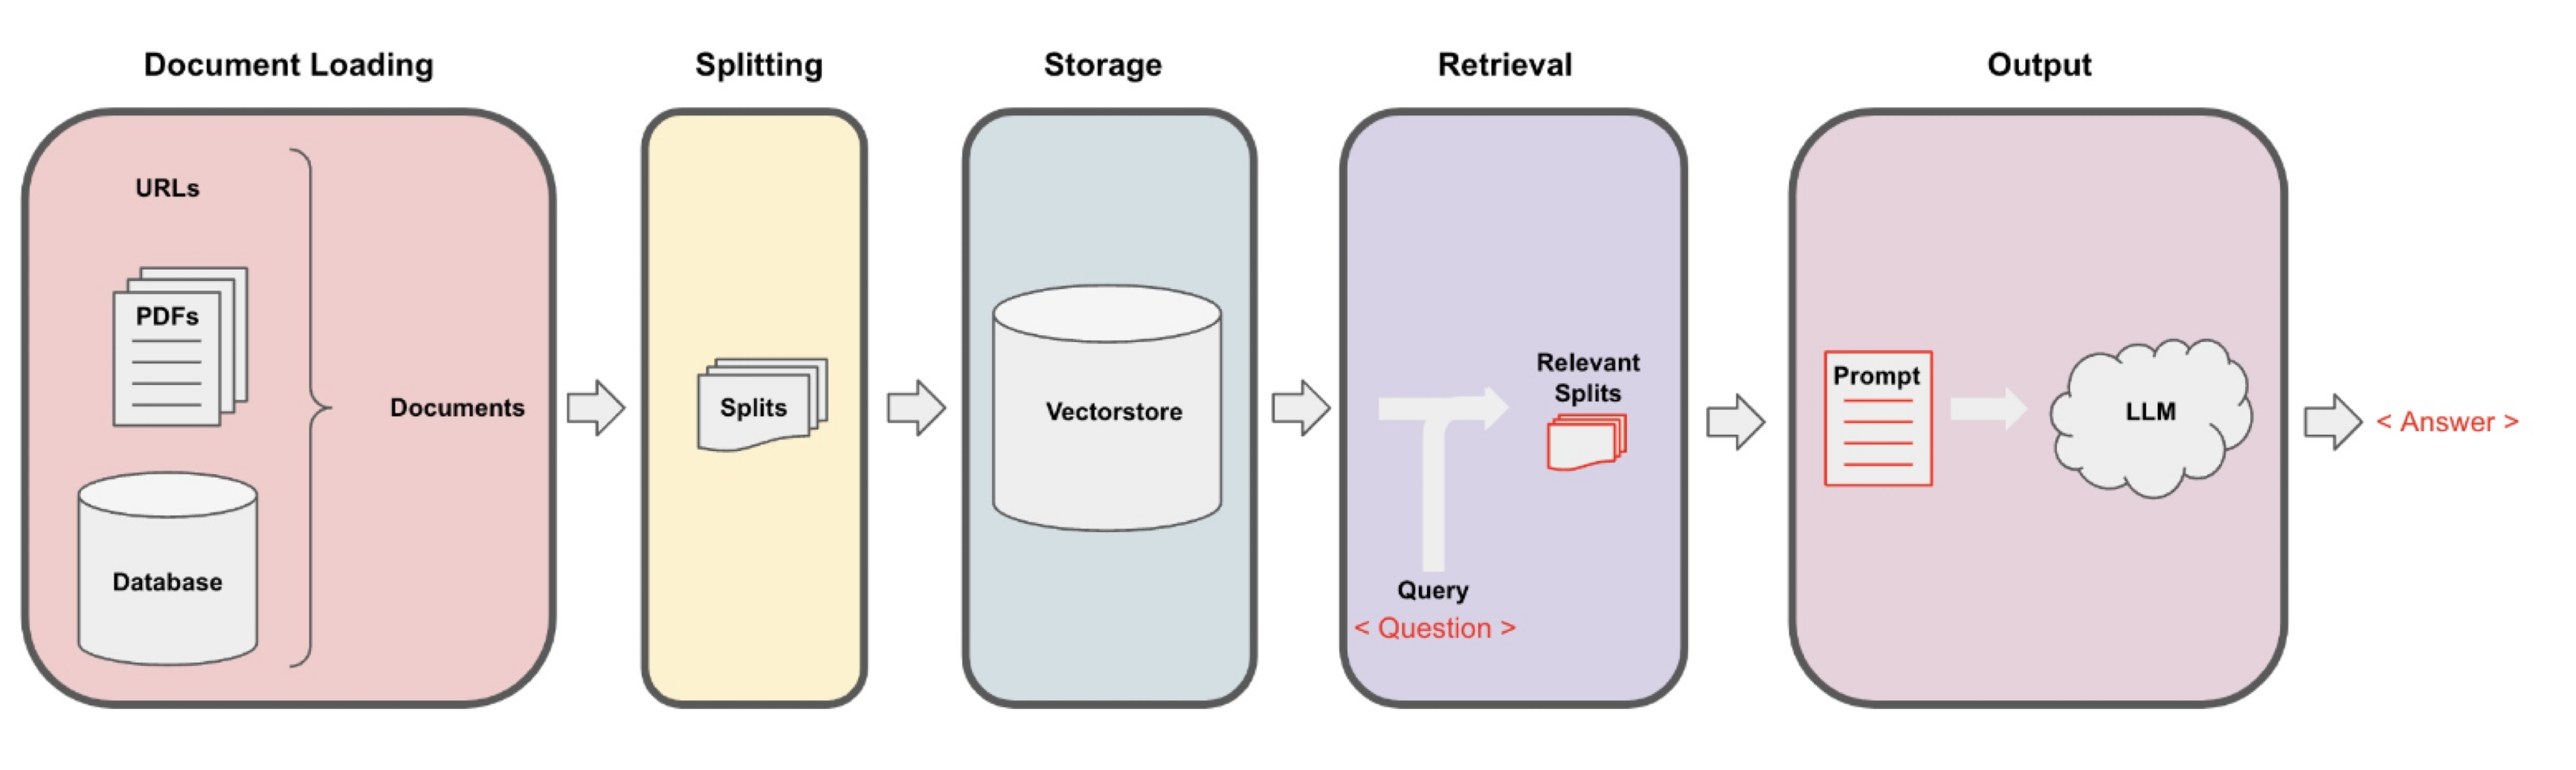 Document Loading
Splitting
Storage
Retrieval
Output
URLs
PDFs
Database
Documents
Splits
Vectorstore
Relevant
Splits
Query
< Question >
Prompt
LLM
< Answer >